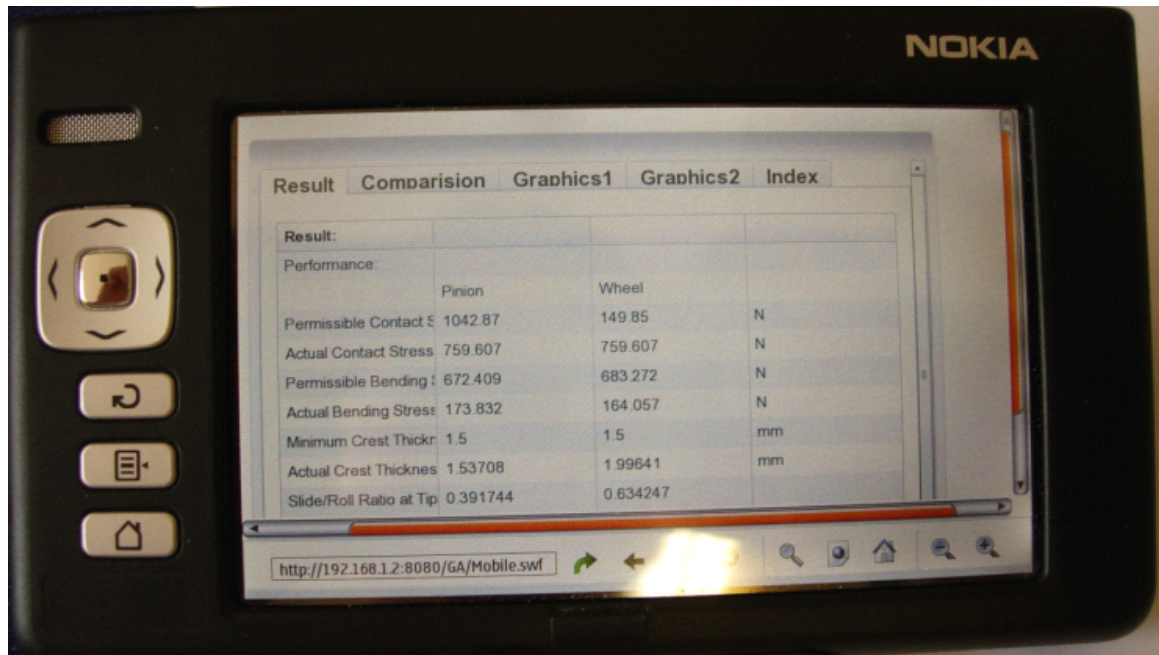 NOKIA
Result Comparision Graphics1 Graphics2 Index
Result:
Performance:
Pinion Wheel
Permissible Contact S 1042.87 149.85 N
Actual Contact Stress 759.607 759.607 N
Permissible Bending S 672.409 683.272 N
Actual Bending Stress 173.832 164.057 N
Minimum Crest Thickn 1.5 1.5 mm
Actual Crest Thicknes 1.53708 1.99641 mm
Slide/Roll Ratio at Tip 0.391744 0.634247
http://192.168.1.2:8080/GA/Mobile.swf